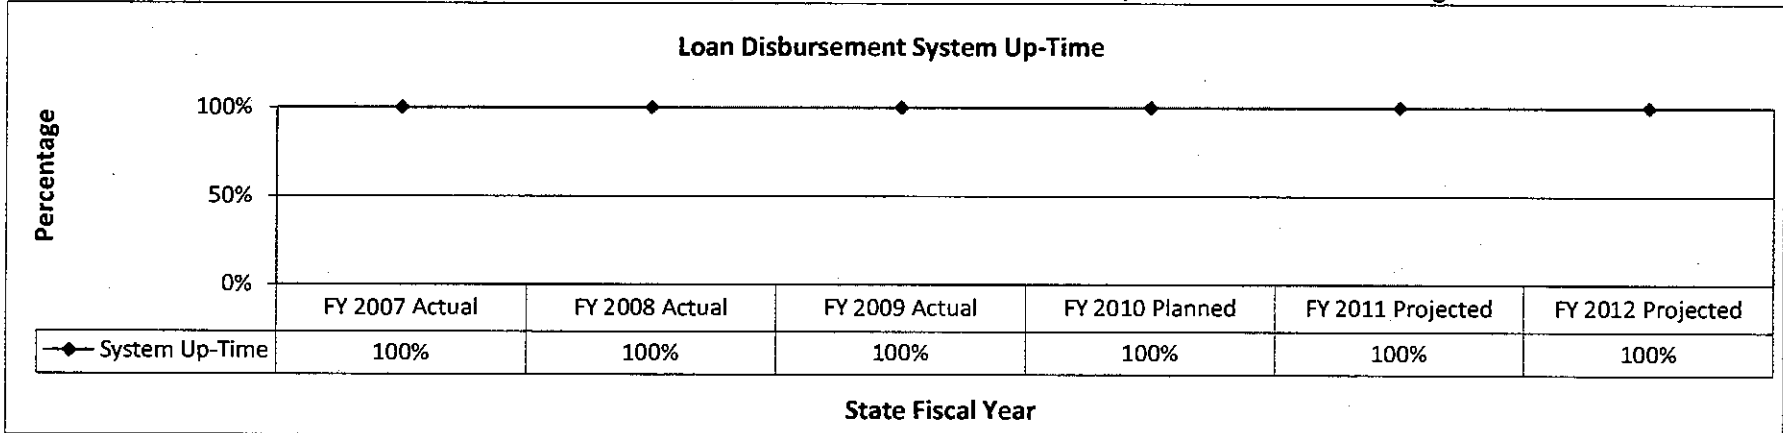 Loan Disbursement System Up-Time
Percentage
100%
50%
0%
FY 2007 Actual FY 2008 Actual FY 2009 Actual FY 2010 Planned FY 2011 Projected FY 2012 Projected
System Up-Time 100% 100% 100% 100% 100% 100%
State Fiscal Year